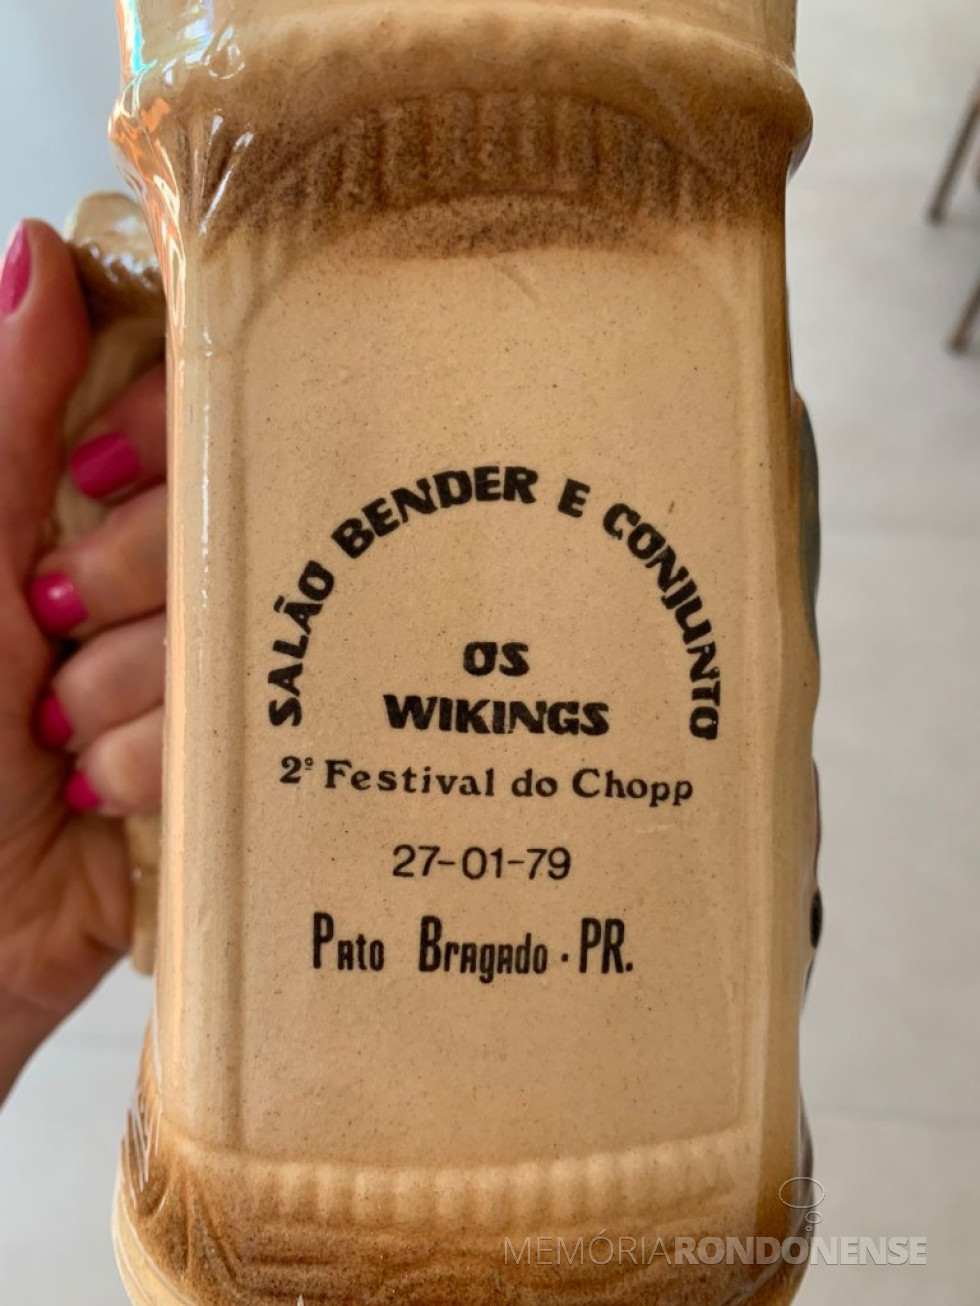 SALÃO BENDER E CONJUNTO
OS
WIKINGS
2º Festival do Chopp
27-01-79
Pato Bragado · PR.
MEMÓRIARONDONENSE